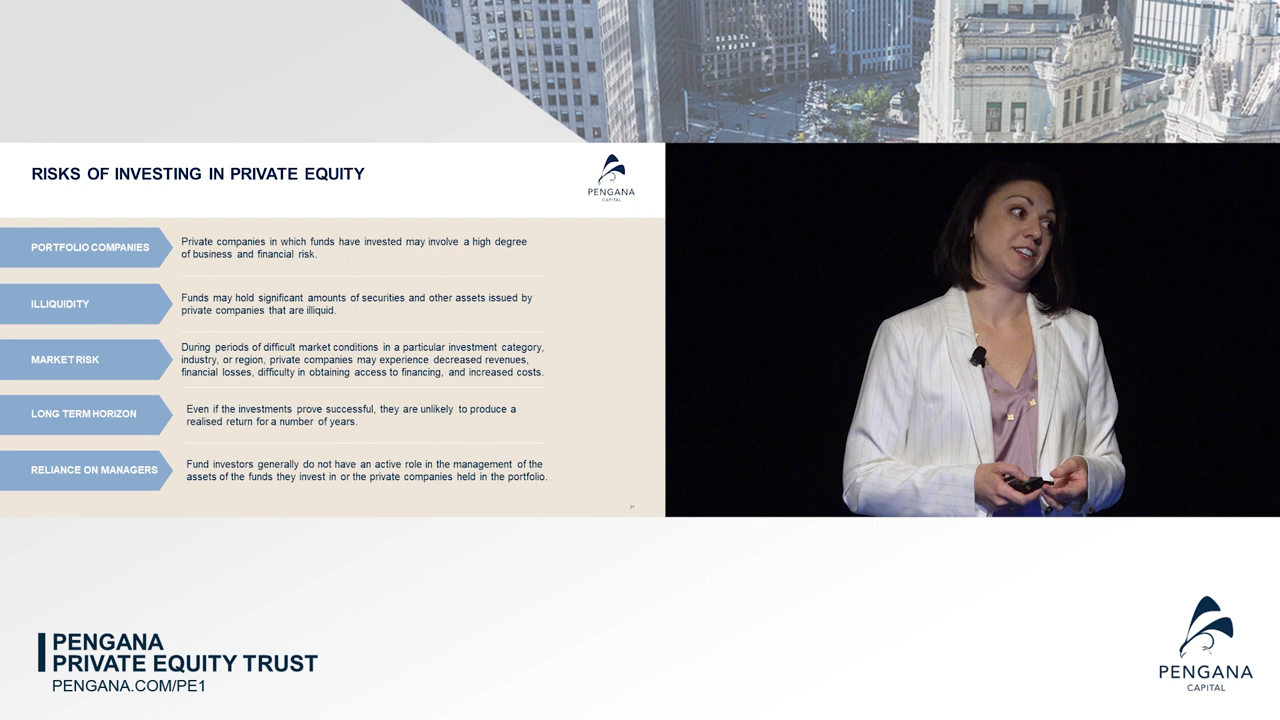 RISKS OF INVESTING IN PRIVATE EQUITY
PENGANA
CAPITAL
PORTFOLIO COMPANIES
Private companies in which funds have invested may involve a high degree
of business and financial risk.
ILLIQUIDITY
Funds may hold significant amounts of securities and other assets issued by
private companies that are illiquid.
MARKET RISK
During periods of difficult market conditions in a particular investment category,
industry, or region, private companies may experience decreased revenues,
financial losses, difficulty in obtaining access to financing, and increased costs.
LONG TERM HORIZON
Even if the investments prove successful, they are unlikely to produce a
realised return for a number of years.
RELIANCE ON MANAGERS
Fund investors generally do not have an active role in the management of the
assets of the funds they invest in or the private companies held in the portfolio.
21
PENGANA
PRIVATE EQUITY TRUST
PENGANA.COM/PE1
PENGANA
CAPITAL